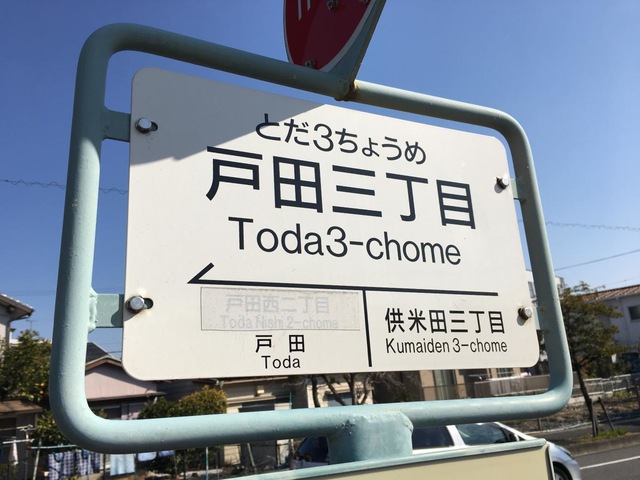 とだ3ちょうめ
戸田三丁目
Toda3-chome
戸田西二丁目
Toda Nishi 2-chome
戸田
Toda
供米田三丁目
Kumaiden 3-chome